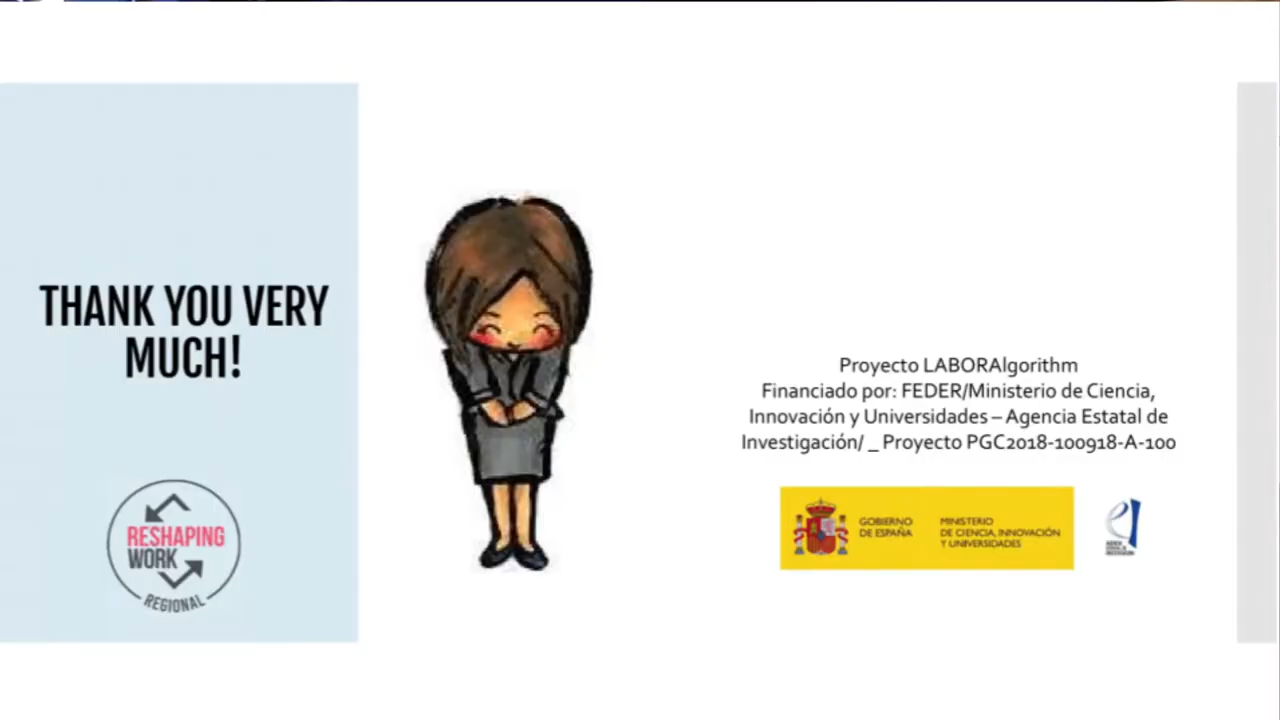 THANK YOU VERY
MUCH!
RESHAPING
WORK
REGIONAL
Proyecto LABORAlgorithm
Financiado por: FEDER/Ministerio de Ciencia,
Innovación y Universidades – Agencia Estatal de
Investigación/ _ Proyecto PGC2018-100918-A-100
GOBIERNO
DE ESPAÑA
MINISTERIO
DE CIENCIA, INNOVACIÓN
Y UNIVERSIDADES